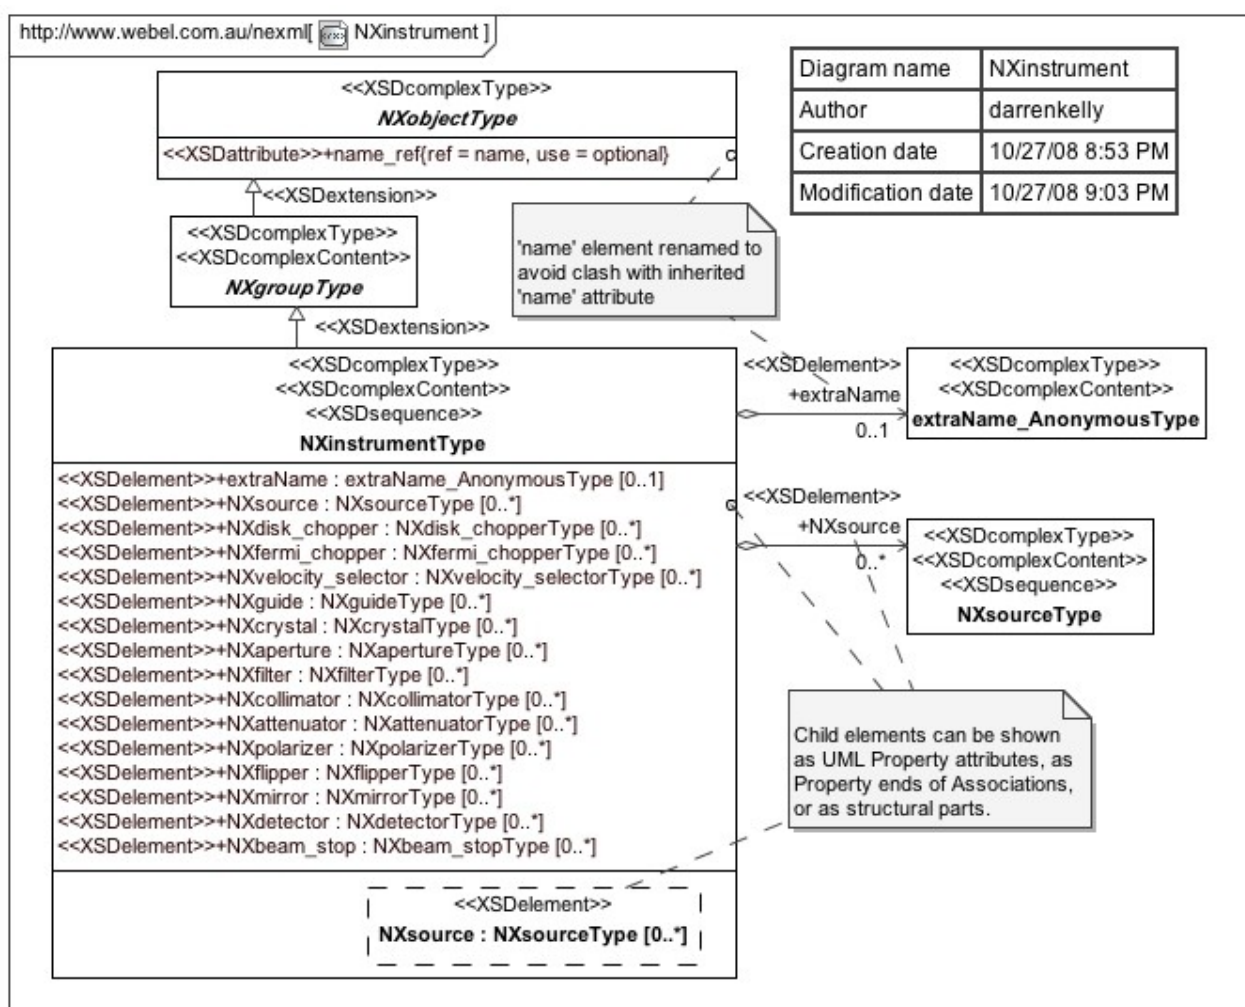 http://www.webel.com.au/nexml[ NXinstrument ]
Diagram name NXinstrument
Author darrenkelly
Creation date 10/27/08 8:53 PM
Modification date 10/27/08 9:03 PM
<<XSDcomplexType>>
NXobjectType
<<XSDattribute>>+name_ref{ref = name, use = optional}
<<XSDextension>>
<<XSDcomplexType>>
<<XSDcomplexContent>>
NXgroupType
'name' element renamed to
avoid clash with inherited
'name' attribute
<<XSDextension>>
<<XSDcomplexType>>
<<XSDcomplexContent>>
<<XSDsequence>>
NXinstrumentType
<<XSDelement>>+extraName : extraName_AnonymousType [0..1]
<<XSDelement>>+NXsource : NXsourceType [0..*]
<<XSDelement>>+NXdisk_chopper : NXdisk_chopperType [0..*]
<<XSDelement>>+NXfermi_chopper : NXfermi_chopperType [0..*]
<<XSDelement>>+NXvelocity_selector : NXvelocity_selectorType [0..*]
<<XSDelement>>+NXguide : NXguideType [0..*]
<<XSDelement>>+NXcrystal : NXcrystalType [0..*]
<<XSDelement>>+NXaperture : NXapertureType [0..*]
<<XSDelement>>+NXfilter : NXfilterType [0..*]
<<XSDelement>>+NXcollimator : NXcollimatorType [0..*]
<<XSDelement>>+NXattenuator : NXattenuatorType [0..*]
<<XSDelement>>+NXpolarizer : NXpolarizerType [0..*]
<<XSDelement>>+NXflipper : NXflipperType [0..*]
<<XSDelement>>+NXmirror : NXmirrorType [0..*]
<<XSDelement>>+NXdetector : NXdetectorType [0..*]
<<XSDelement>>+NXbeam_stop : NXbeam_stopType [0..*]
<<XSDelement>>
NXsource : NXsourceType [0..*]
<<XSDelement>>
+extraName
0..1
<<XSDcomplexType>>
<<XSDcomplexContent>>
extraName_AnonymousType
<<XSDelement>>
+NXsource
0..*
<<XSDcomplexType>>
<<XSDcomplexContent>>
<<XSDsequence>>
NXsourceType
Child elements can be shown
as UML Property attributes, as
Property ends of Associations,
or as structural parts.